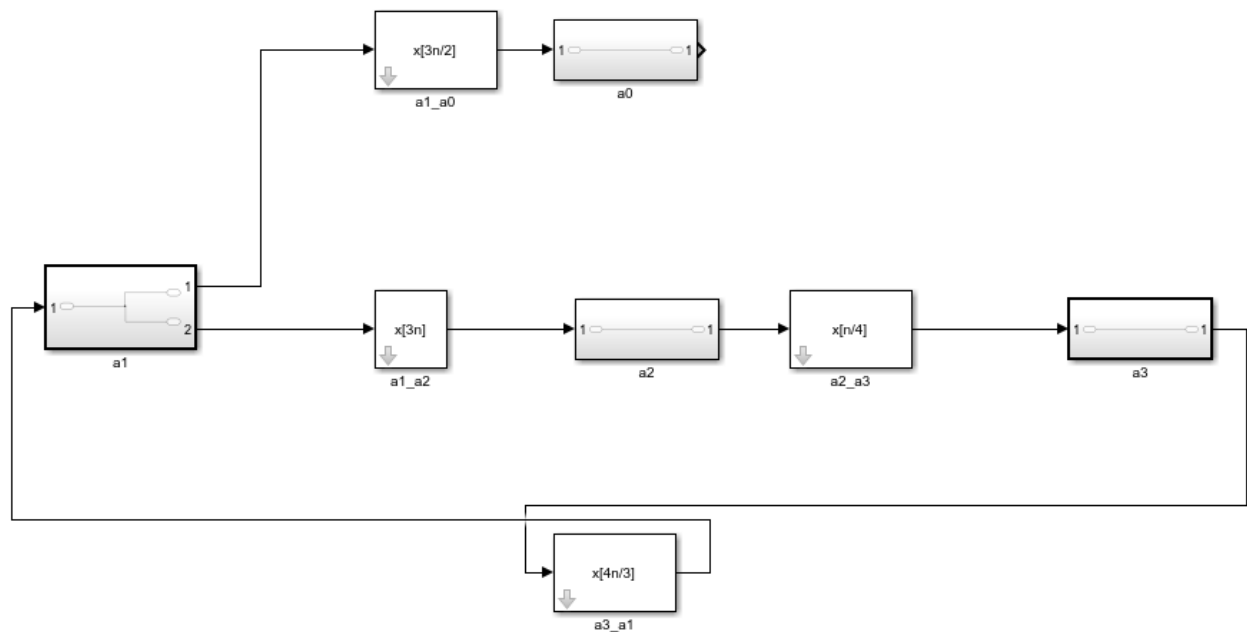 x[3n/2]
a1_a0
1 1
a0
1 1
2
a1
x[3n]
a1_a2
1 1
a2
x[n/4]
a2_a3
1 1
a3
x[4n/3]
a3_a1